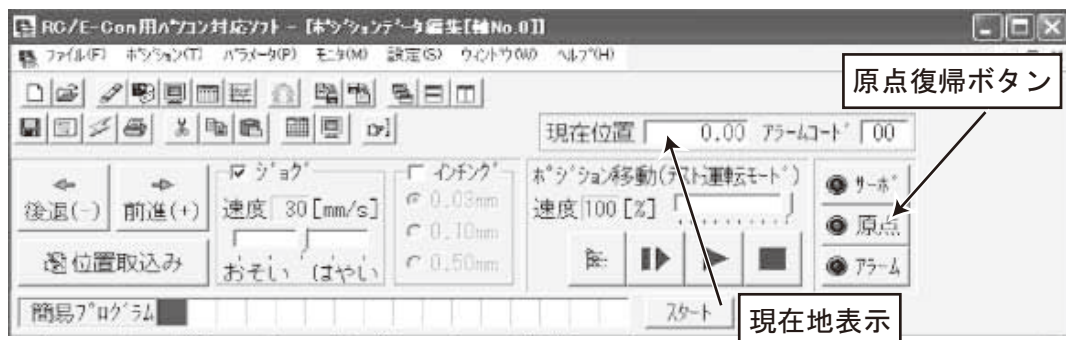 RC/E-Con用パソコン対応ソフト - [ポジションデータ編集[軸No.0]]
ファイル(F) ポジション(T) パラメータ(P) モニタ(M) 設定(S) ウィンドウ(W) ヘルプ(H)
原点復帰ボタン
現在位置 0.00 アラームコード 00
後退(-) 前進(+)
位置取込み
ジョグ
速度 30 [mm/s]
おそい はやい
インチング
0.03mm
0.10mm
0.50mm
ポジション移動(テスト運転モード)
速度 100 [%]
サーボ
原点
アラーム
簡易プログラム
スタート
現在地表示